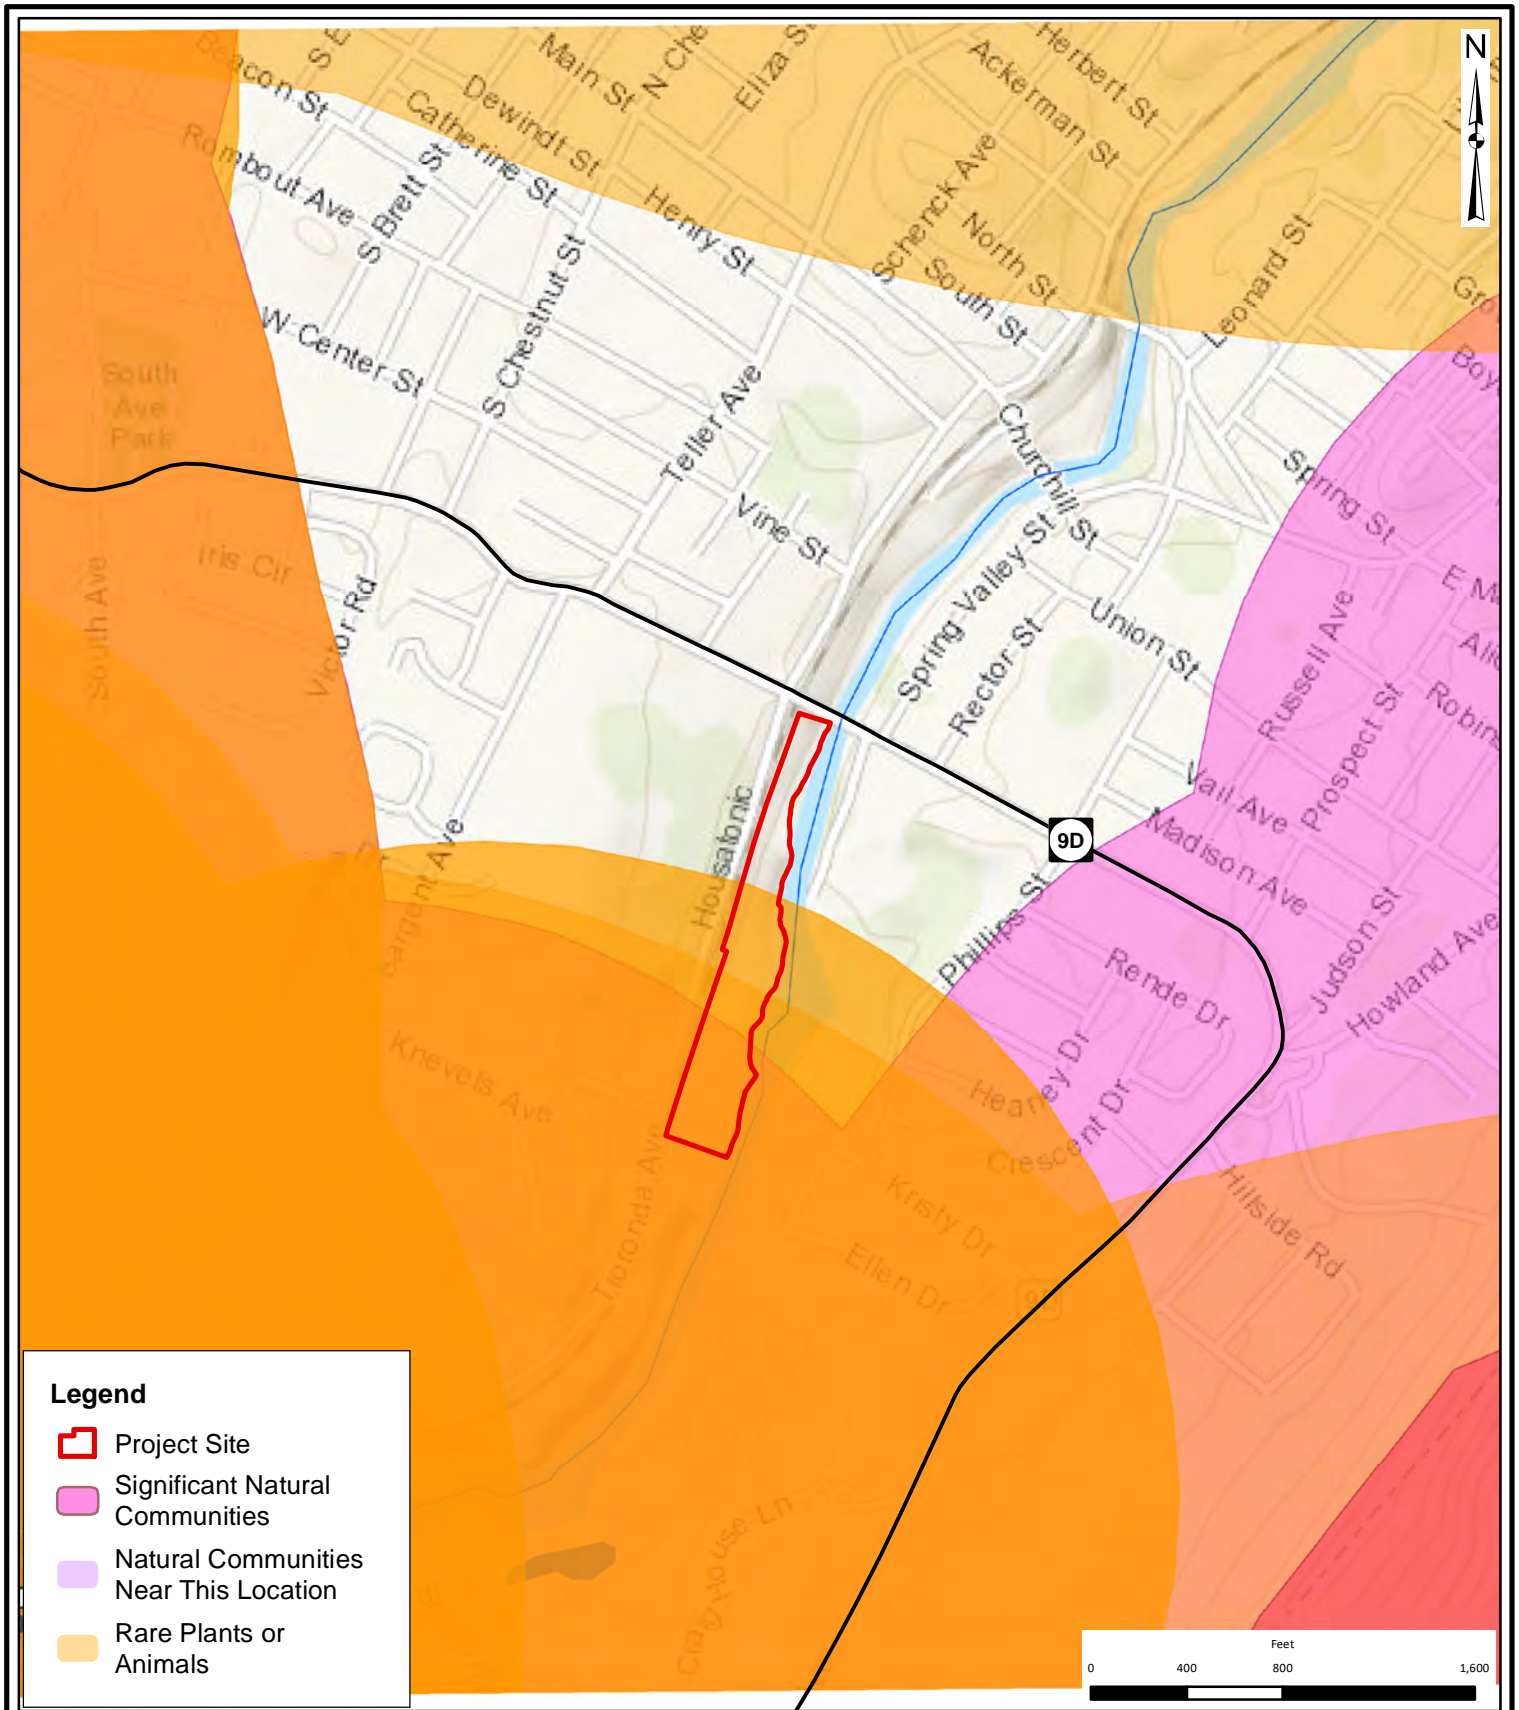 N
Beacon St
Main St
Dewindt St
Catherine St
Eliza S
Herbert St
Ackerman St
Rombout Ave
S Brett St
Henry St
Schenck Ave
North St
South St
Leonard St
W Center St
S Chestnut St
South
Ave
Park
Teller Ave
Churchill St
Spring St
Vine St
Iris Cir
Victor Rd
South Ave
Spring Valley St
Rector St
Union St
Russell Ave
Prospect St
Vail Ave
Madison Ave
9D
Housatonic
Sargent Ave
Phillips St
Rende Dr
Judson St
Howland Ave
Knevels Ave
Heaney Dr
Crescent Dr
Tioronda Ave
Kristy Dr
Ellen Dr
9D
Hillside Rd
Craig House Ln
Legend
Project Site
Significant Natural
Communities
Natural Communities
Near This Location
Rare Plants or
Animals
Feet
0 400 800 1,600